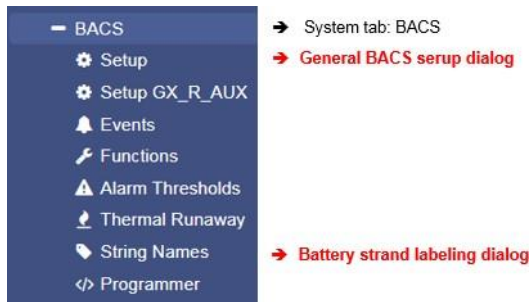 BACS → System tab: BACS
Setup → General BACS serup dialog
Setup GX_R_AUX
Events
Functions
Alarm Thresholds
Thermal Runaway
String Names → Battery strand labeling dialog
</> Programmer